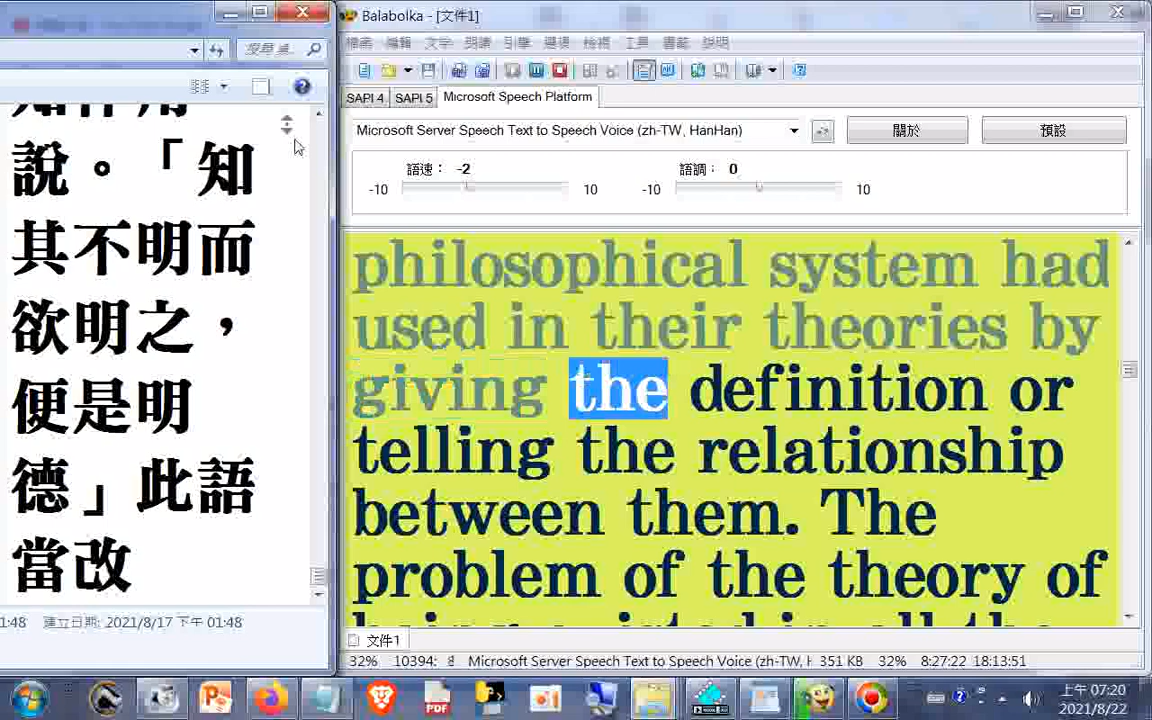 Balabolka - [文件1]
檔案 編輯 文字 朗讀 引擎 選項 檢視 工具 書籤 說明
SAPI 4 SAPI 5 Microsoft Speech Platform
Microsoft Server Speech Text to Speech Voice (zh-TW, HanHan)
關於
預設
語速: -2
語調: 0
-10 10 -10 10
說。「知
其不明而
欲明之，
便是明
德」此語
當改
:48 建立日期: 2021/8/17 下午 01:48
philosophical system had
used in their theories by
giving the definition or
telling the relationship
between them. The
problem of the theory of
文件1
32% 10394: Microsoft Server Speech Text to Speech Voice (zh-TW, H 351 KB 32% 8:27:22 18:13:51
PDF
上午 07:20
2021/8/22